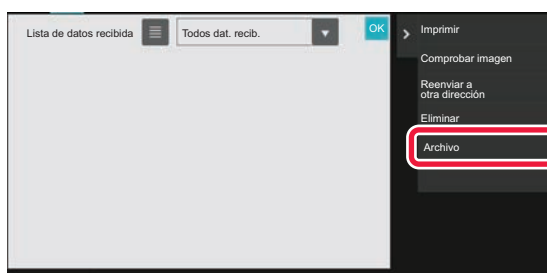 Lista de datos recibida
Todos dat. recib.
OK
Imprimir
Comprobar imagen
Reenviar a
otra dirección
Eliminar
Archivo